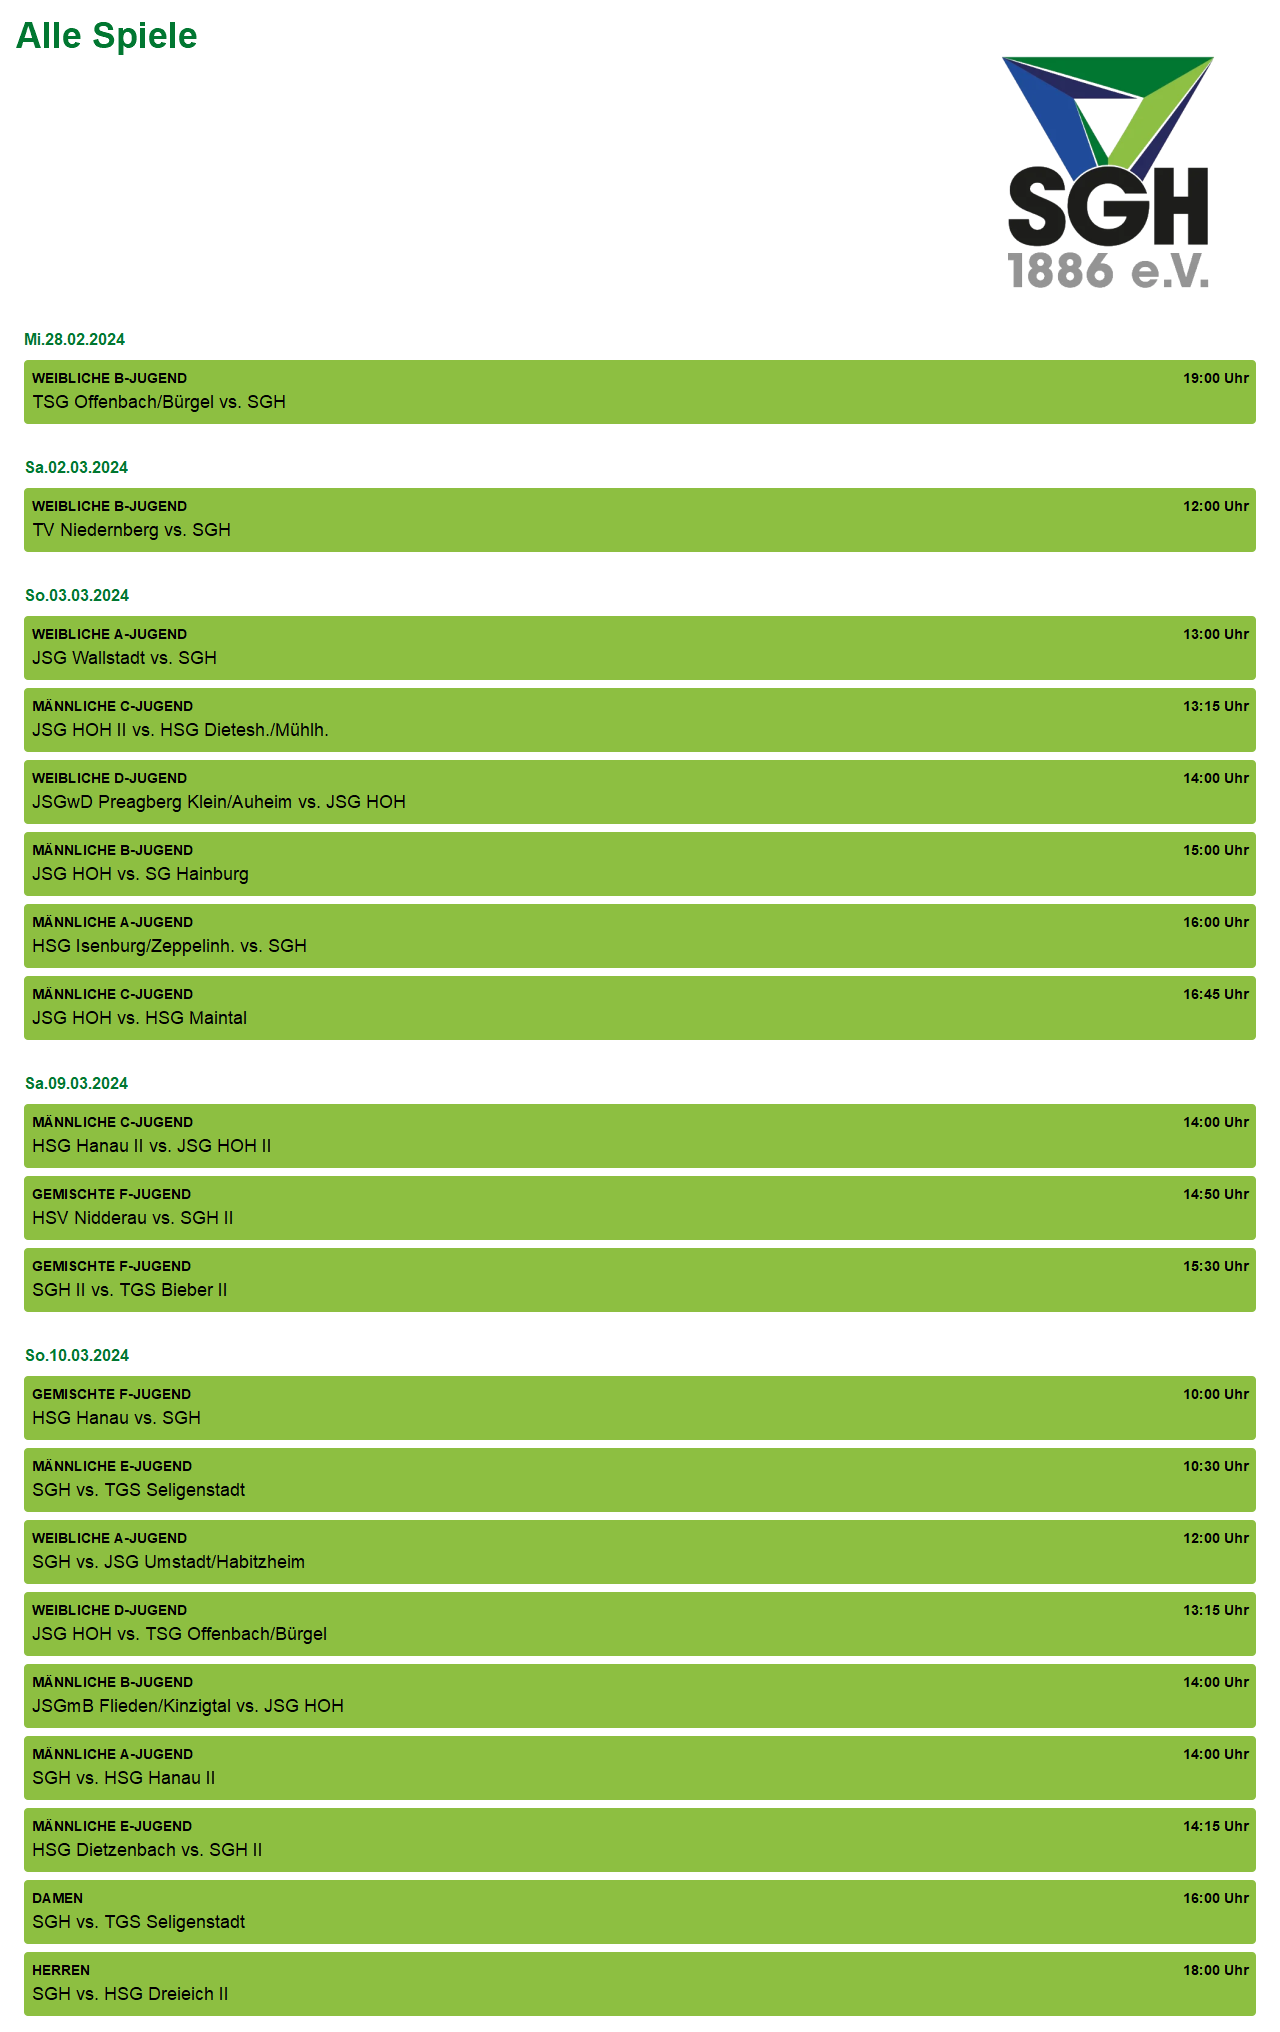 Alle Spiele
SGH
1886 e.V.
Mi.28.02.2024
WEIBLICHE B-JUGEND 19:00 Uhr
TSG Offenbach/Bürgel vs. SGH
Sa.02.03.2024
WEIBLICHE B-JUGEND 12:00 Uhr
TV Niedernberg vs. SGH
So.03.03.2024
WEIBLICHE A-JUGEND 13:00 Uhr
JSG Wallstadt vs. SGH
MÄNNLICHE C-JUGEND 13:15 Uhr
JSG HOH II vs. HSG Dietesh./Mühlh.
WEIBLICHE D-JUGEND 14:00 Uhr
JSGwD Preagberg Klein/Auheim vs. JSG HOH
MÄNNLICHE B-JUGEND 15:00 Uhr
JSG HOH vs. SG Hainburg
MÄNNLICHE A-JUGEND 16:00 Uhr
HSG Isenburg/Zeppelinh. vs. SGH
MÄNNLICHE C-JUGEND 16:45 Uhr
JSG HOH vs. HSG Maintal
Sa.09.03.2024
MÄNNLICHE C-JUGEND 14:00 Uhr
HSG Hanau II vs. JSG HOH II
GEMISCHTE F-JUGEND 14:50 Uhr
HSV Nidderau vs. SGH II
GEMISCHTE F-JUGEND 15:30 Uhr
SGH II vs. TGS Bieber II
So.10.03.2024
GEMISCHTE F-JUGEND 10:00 Uhr
HSG Hanau vs. SGH
MÄNNLICHE E-JUGEND 10:30 Uhr
SGH vs. TGS Seligenstadt
WEIBLICHE A-JUGEND 12:00 Uhr
SGH vs. JSG Umstadt/Habitzheim
WEIBLICHE D-JUGEND 13:15 Uhr
JSG HOH vs. TSG Offenbach/Bürgel
MÄNNLICHE B-JUGEND 14:00 Uhr
JSGmB Flieden/Kinzigtal vs. JSG HOH
MÄNNLICHE A-JUGEND 14:00 Uhr
SGH vs. HSG Hanau II
MÄNNLICHE E-JUGEND 14:15 Uhr
HSG Dietzenbach vs. SGH II
DAMEN 16:00 Uhr
SGH vs. TGS Seligenstadt
HERREN 18:00 Uhr
SGH vs. HSG Dreieich II